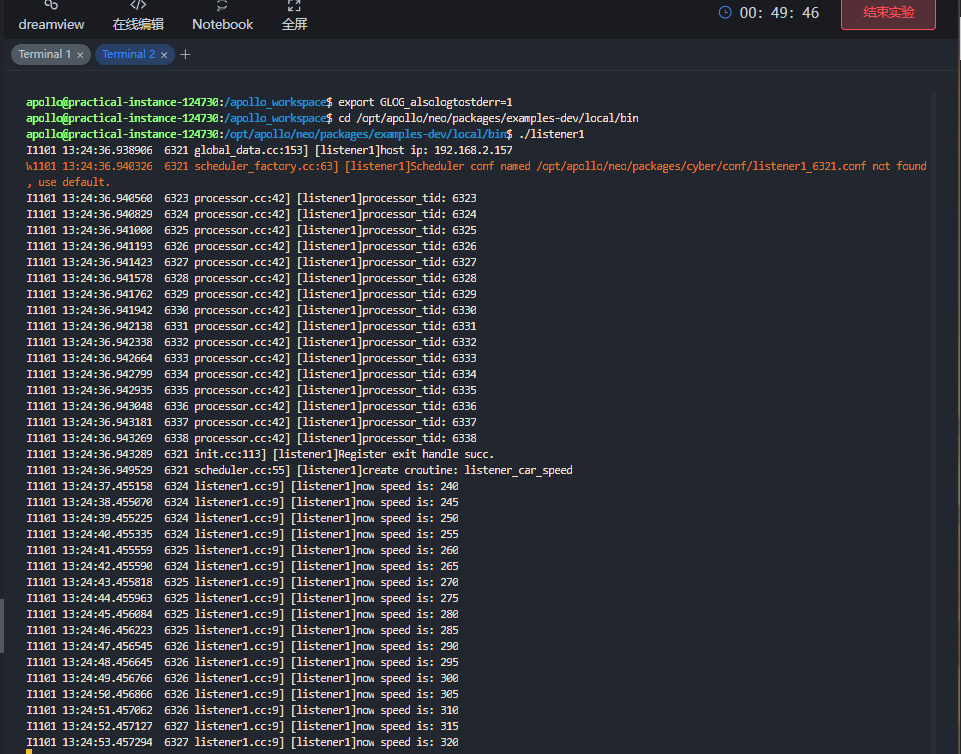 dreamview
在线编辑
Notebook
全屏
00: 49: 46
结束实验
Terminal 1 ×
Terminal 2 × +
apollo@practical-instance-124730:/apollo_workspace$ export GLOG_alsologtostderr=1
apollo@practical-instance-124730:/apollo_workspace$ cd /opt/apollo/neo/packages/examples-dev/local/bin
apollo@practical-instance-124730:/opt/apollo/neo/packages/examples-dev/local/bin$ ./listener1
I1101 13:24:36.938906  6321 global_data.cc:153] [listener1]host ip: 192.168.2.157
W1101 13:24:36.940326  6321 scheduler_factory.cc:63] [listener1]Scheduler conf named /opt/apollo/neo/packages/cyber/conf/listener1_6321.conf not found
, use default.
I1101 13:24:36.940560  6323 processor.cc:42] [listener1]processor_tid: 6323
I1101 13:24:36.940829  6324 processor.cc:42] [listener1]processor_tid: 6324
I1101 13:24:36.941000  6325 processor.cc:42] [listener1]processor_tid: 6325
I1101 13:24:36.941193  6326 processor.cc:42] [listener1]processor_tid: 6326
I1101 13:24:36.941423  6327 processor.cc:42] [listener1]processor_tid: 6327
I1101 13:24:36.941578  6328 processor.cc:42] [listener1]processor_tid: 6328
I1101 13:24:36.941762  6329 processor.cc:42] [listener1]processor_tid: 6329
I1101 13:24:36.941942  6330 processor.cc:42] [listener1]processor_tid: 6330
I1101 13:24:36.942138  6331 processor.cc:42] [listener1]processor_tid: 6331
I1101 13:24:36.942338  6332 processor.cc:42] [listener1]processor_tid: 6332
I1101 13:24:36.942664  6333 processor.cc:42] [listener1]processor_tid: 6333
I1101 13:24:36.942799  6334 processor.cc:42] [listener1]processor_tid: 6334
I1101 13:24:36.942935  6335 processor.cc:42] [listener1]processor_tid: 6335
I1101 13:24:36.943048  6336 processor.cc:42] [listener1]processor_tid: 6336
I1101 13:24:36.943181  6337 processor.cc:42] [listener1]processor_tid: 6337
I1101 13:24:36.943269  6338 processor.cc:42] [listener1]processor_tid: 6338
I1101 13:24:36.943289  6321 init.cc:113] [listener1]Register exit handle succ.
I1101 13:24:36.949529  6321 scheduler.cc:55] [listener1]create croutine: listener_car_speed
I1101 13:24:37.455158  6324 listener1.cc:9] [listener1]now speed is: 240
I1101 13:24:38.455070  6324 listener1.cc:9] [listener1]now speed is: 245
I1101 13:24:39.455225  6324 listener1.cc:9] [listener1]now speed is: 250
I1101 13:24:40.455335  6324 listener1.cc:9] [listener1]now speed is: 255
I1101 13:24:41.455559  6325 listener1.cc:9] [listener1]now speed is: 260
I1101 13:24:42.455590  6324 listener1.cc:9] [listener1]now speed is: 265
I1101 13:24:43.455818  6325 listener1.cc:9] [listener1]now speed is: 270
I1101 13:24:44.455963  6325 listener1.cc:9] [listener1]now speed is: 275
I1101 13:24:45.456084  6325 listener1.cc:9] [listener1]now speed is: 280
I1101 13:24:46.456223  6325 listener1.cc:9] [listener1]now speed is: 285
I1101 13:24:47.456545  6326 listener1.cc:9] [listener1]now speed is: 290
I1101 13:24:48.456645  6326 listener1.cc:9] [listener1]now speed is: 295
I1101 13:24:49.456766  6326 listener1.cc:9] [listener1]now speed is: 300
I1101 13:24:50.456866  6326 listener1.cc:9] [listener1]now speed is: 305
I1101 13:24:51.457062  6326 listener1.cc:9] [listener1]now speed is: 310
I1101 13:24:52.457127  6327 listener1.cc:9] [listener1]now speed is: 315
I1101 13:24:53.457294  6327 listener1.cc:9] [listener1]now speed is: 320